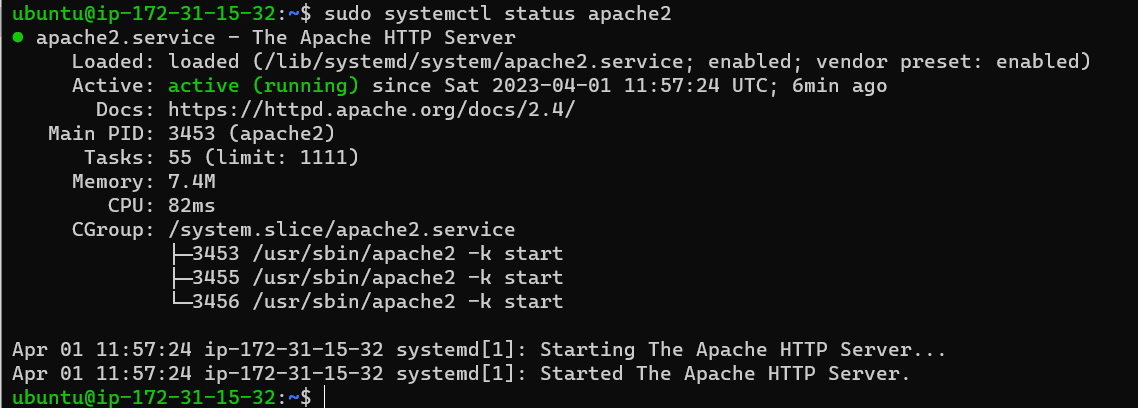 ubuntu@ip-172-31-15-32:~$ sudo systemctl status apache2
● apache2.service - The Apache HTTP Server
     Loaded: loaded (/lib/systemd/system/apache2.service; enabled; vendor preset: enabled)
     Active: active (running) since Sat 2023-04-01 11:57:24 UTC; 6min ago
       Docs: https://httpd.apache.org/docs/2.4/
   Main PID: 3453 (apache2)
      Tasks: 55 (limit: 1111)
     Memory: 7.4M
        CPU: 82ms
     CGroup: /system.slice/apache2.service
             ├─3453 /usr/sbin/apache2 -k start
             ├─3455 /usr/sbin/apache2 -k start
             └─3456 /usr/sbin/apache2 -k start

Apr 01 11:57:24 ip-172-31-15-32 systemd[1]: Starting The Apache HTTP Server...
Apr 01 11:57:24 ip-172-31-15-32 systemd[1]: Started The Apache HTTP Server.
ubuntu@ip-172-31-15-32:~$